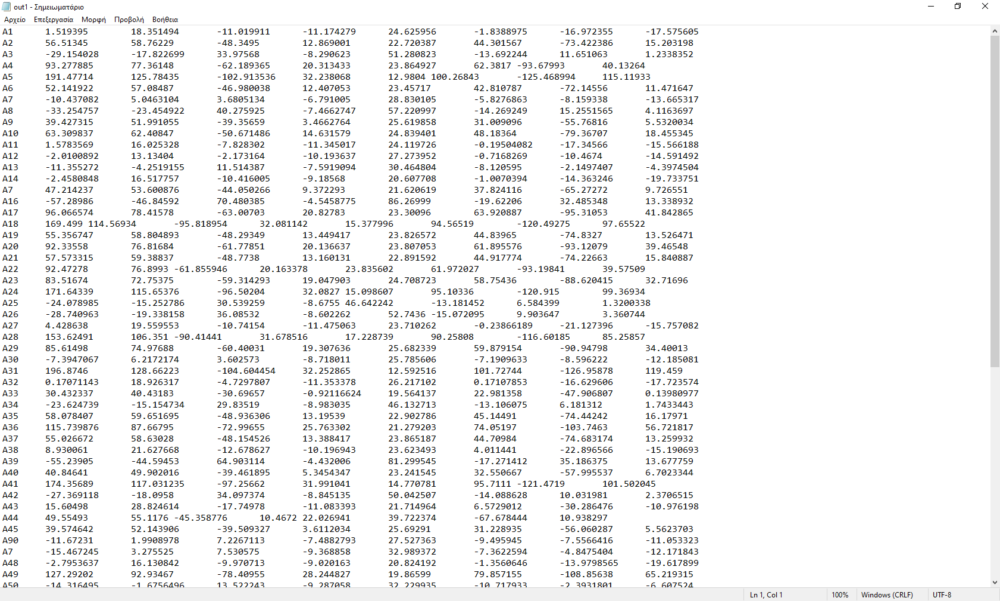 out1 - Σημειωματάριο
Αρχείο Επεξεργασία Μορφή Προβολή Βοήθεια
A1 1.519395 18.351494 -11.019911 -11.174279 24.625956 -1.8388975 -16.972355 -17.575605
A2 56.51345 58.76229 -48.3495 12.869001 22.720387 44.301567 -73.422386 15.203198
A3 -29.154028 -17.822699 33.97568 -8.290623 51.280823 -13.692244 11.651063 1.2338352
A4 93.277885 77.36148 -62.189365 20.313433 23.864927 62.3817 -93.67993 40.13264
A5 191.47714 125.78435 -102.913536 32.238068 12.9804 100.26843 -125.468994 115.11933
A6 52.141922 57.08487 -46.980038 12.407053 23.45717 42.810787 -72.14556 11.471647
A7 -10.437082 5.0463104 3.6805134 -6.791005 28.830105 -5.8276863 -8.159338 -13.665317
A8 -33.254757 -23.454922 40.275925 -7.4662747 57.220997 -14.269249 15.2551565 4.1163697
A9 39.427315 51.991055 -39.35659 3.4662764 25.619858 31.009096 -55.76816 5.5320034
A10 63.309837 62.40847 -50.671486 14.631579 24.839401 48.18364 -79.36707 18.455345
A11 1.5783569 16.025328 -7.828302 -11.345017 24.119726 -0.19504082 -17.34566 -15.566188
A12 -2.0100892 13.13404 -2.173164 -10.193637 27.273952 -0.7168269 -10.4674 -14.591492
A13 -11.355272 -4.2519155 11.514387 -7.5919094 30.464804 -8.120595 -2.1497407 -4.3974504
A14 -2.4580848 16.517757 -10.416005 -9.18568 20.607708 -1.0070394 -14.363246 -19.733751
A7 47.214237 53.600876 -44.050266 9.372293 21.620619 37.824116 -65.27272 9.726551
A16 -57.28986 -46.84592 70.480385 -4.5458775 86.26999 -19.62206 32.485348 13.338932
A17 96.066574 78.41578 -63.00703 20.82783 23.30096 63.920887 -95.31053 41.842865
A18 169.499 114.56934 -95.818954 32.081142 15.377996 94.56519 -120.49275 97.65522
A19 55.356747 58.804893 -48.29349 13.449417 23.826572 44.83965 -74.8327 13.526471
A20 92.33558 76.81684 -61.77851 20.136637 23.807053 61.895576 -93.12079 39.46548
A21 57.573315 59.38837 -48.7738 13.160131 22.891592 44.917774 -74.22663 15.840887
A22 92.47278 76.8993 -61.855946 20.163378 23.835602 61.972027 -93.19841 39.57509
A23 83.51674 72.75375 -59.314293 19.047903 24.708723 58.75436 -88.620415 32.71696
A24 171.64339 115.65376 -96.50204 32.0827 15.098607 95.10336 -120.915 99.36934
A25 -24.078985 -15.252786 30.539259 -8.6755 46.642242 -13.181452 6.584399 1.3200338
A26 -28.740963 -19.338158 36.08532 -8.602262 52.7436 -15.072095 9.903647 3.360744
A27 4.428638 19.559553 -10.74154 -11.475063 23.710262 -0.23866189 -21.127396 -15.757082
A28 153.62491 106.351 -90.41441 31.678516 17.228739 90.25808 -116.60185 85.25857
A29 85.61498 74.97688 -60.40031 19.307636 25.682339 59.879154 -90.94798 34.40013
A30 -7.3947067 6.2172174 3.602573 -8.718011 25.785606 -7.1909633 -8.596222 -12.185081
A31 196.8746 128.66223 -104.604454 32.252865 12.592516 101.72744 -126.95878 119.459
A32 0.17071143 18.926317 -4.7297807 -11.353378 26.217102 0.17107853 -16.629606 -17.723574
A33 30.432337 40.43183 -30.69657 -0.92116624 19.564137 22.981358 -47.906807 0.13980977
A34 -23.624739 -15.154734 29.83519 -8.983035 46.132713 -13.106075 6.181312 1.7433443
A35 58.078407 59.651695 -48.936306 13.19539 22.902786 45.14491 -74.44242 16.17971
A36 115.739876 87.66795 -72.99655 25.763302 21.279203 74.05197 -103.7463 56.721817
A37 55.026672 58.63028 -48.154526 13.388417 23.865187 44.70984 -74.683174 13.259932
A38 8.930061 21.627668 -12.678627 -10.196943 23.623493 4.011441 -22.896566 -15.190693
A39 -55.23905 -44.59453 64.903114 -4.432006 81.299545 -17.271412 35.186375 13.677759
A40 40.84641 49.902016 -39.461895 5.3454347 23.241545 32.550667 -57.995537 6.7023344
A41 174.35689 117.031235 -97.25662 31.991041 14.770781 95.7111 -121.4719 101.502045
A42 -27.369118 -18.0958 34.097374 -8.845135 50.042507 -14.088628 10.031981 2.3706515
A43 15.60498 28.824614 -17.74978 -11.083393 21.714964 6.5729012 -30.286476 -10.976198
A44 49.55493 55.1176 -45.358776 10.4672 22.026941 39.722374 -67.678444 10.938297
A45 39.574642 52.143906 -39.509327 3.6112034 25.69291 31.228935 -56.060287 5.5623703
A90 -11.67231 1.9908978 7.2267113 -7.4882793 27.527363 -9.495945 -7.5566416 -11.053323
A7 -15.467245 3.275525 7.530575 -9.368858 32.989372 -7.3622594 -4.8475404 -12.171843
A48 -2.7953637 16.130842 -9.970713 -9.020163 20.824192 -1.3560646 -13.9798565 -19.617899
A49 127.29202 92.93467 -78.40955 28.244827 19.86599 79.857155 -108.85638 65.219315
A50 -14.316495 -1.6756496 13.522243 -9.287058 32.229935 -10.717933 -2.3931801 -6.607524
Ln 1, Col 1 100% Windows (CRLF) UTF-8